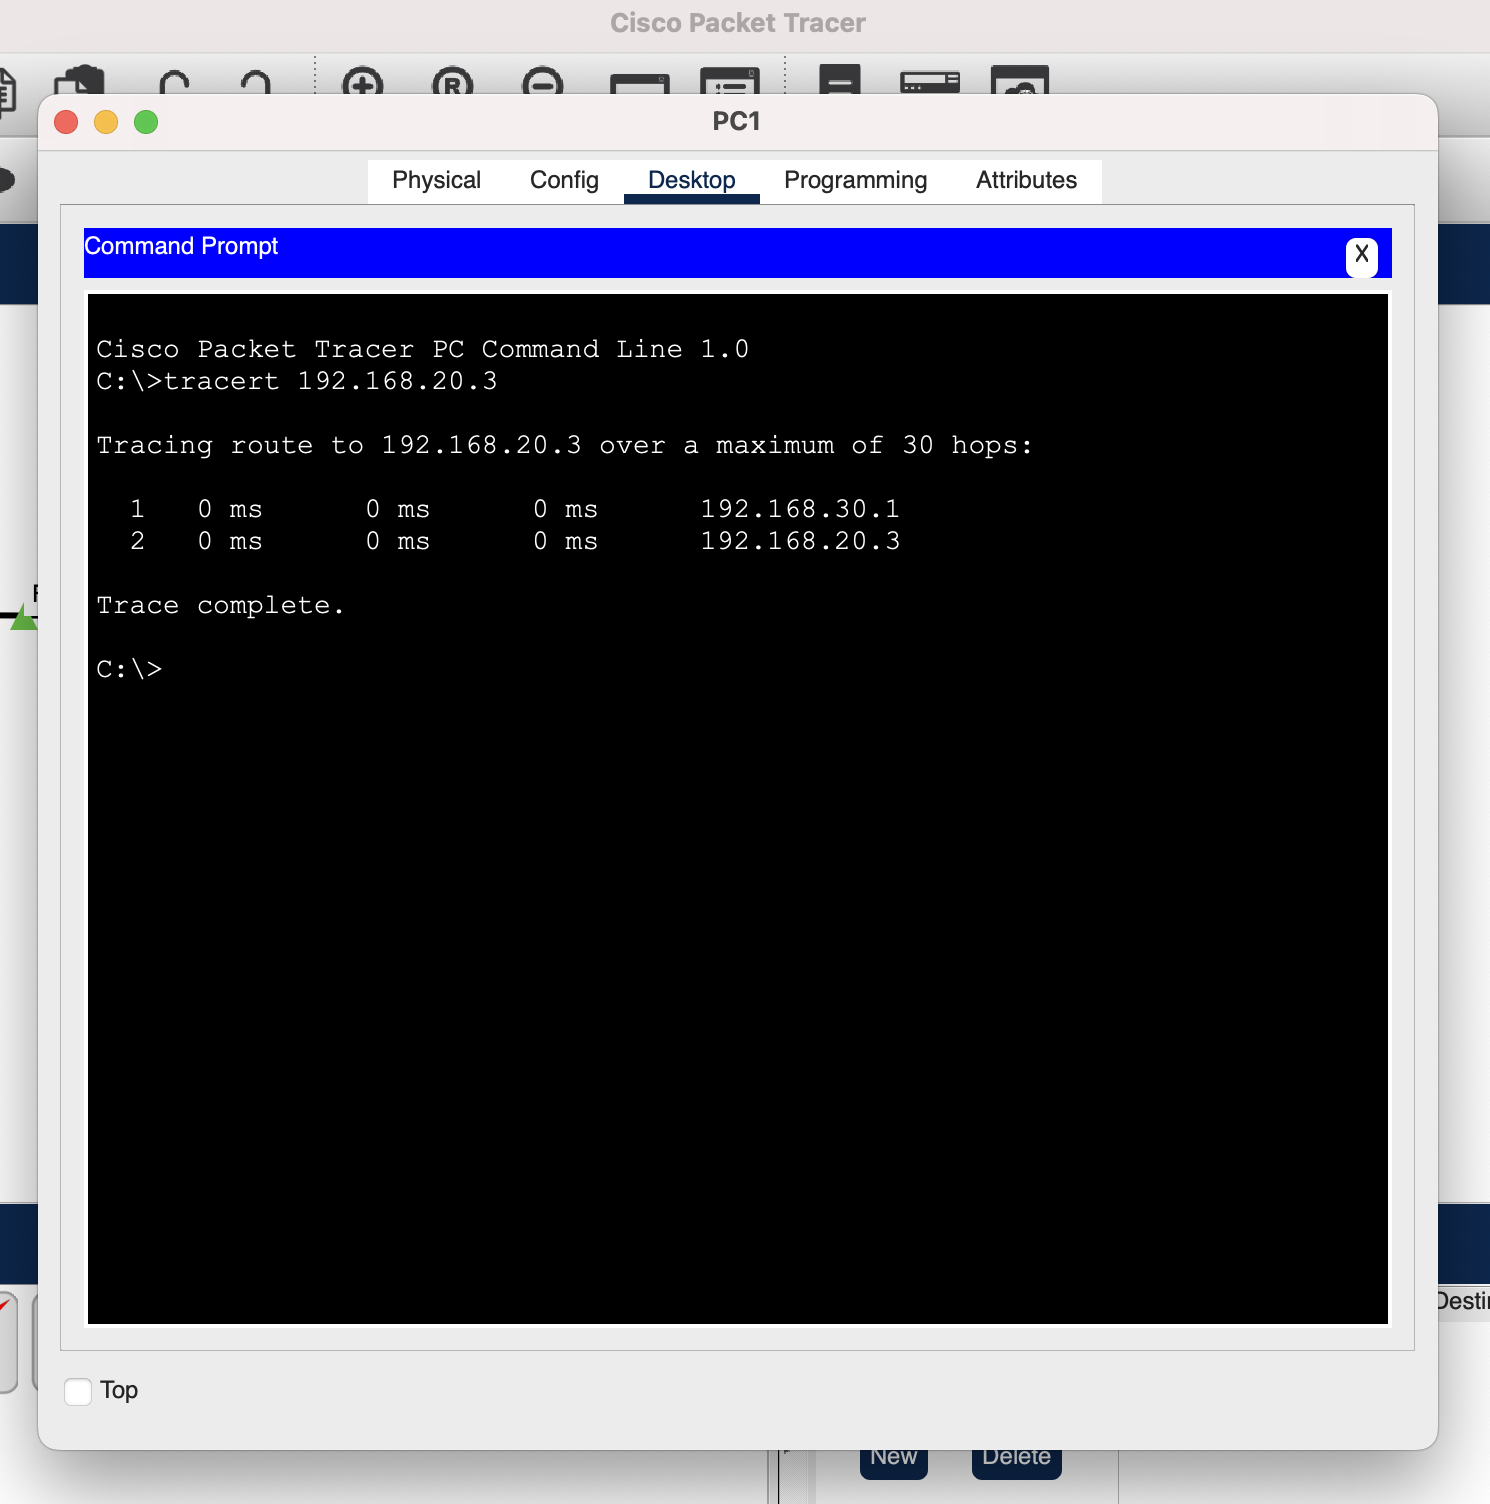 Cisco Packet Tracer
PC1
Physical Config Desktop Programming Attributes
Command Prompt
X
Cisco Packet Tracer PC Command Line 1.0
C:\>tracert 192.168.20.3
Tracing route to 192.168.20.3 over a maximum of 30 hops:
1 0 ms 0 ms 0 ms 192.168.30.1
2 0 ms 0 ms 0 ms 192.168.20.3
Trace complete.
C:\>
Top
New Delete